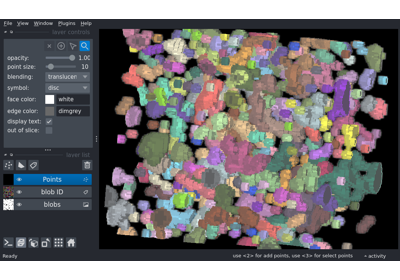 File View Window Plugins Help
layer controls
opacity: 1.00
point size: 10
blending: translucen
symbol: disc
face color: white
edge color: dimgrey
display text:
out of slice:
layer list
Points
blob ID
blobs
Ready use <2> for add points, use <3> for select points activity